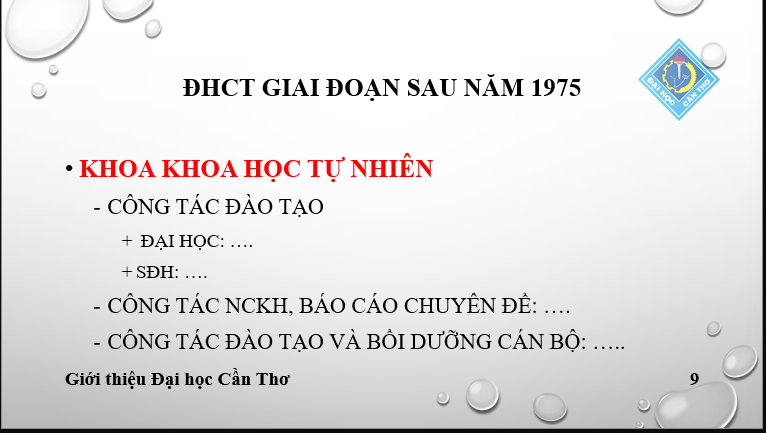 ĐHCT GIAI ĐOẠN SAU NĂM 1975
ĐẠI HỌC CẦN THƠ
• KHOA KHOA HỌC TỰ NHIÊN
- CÔNG TÁC ĐÀO TẠO
+ ĐẠI HỌC: ….
+ SĐH: ….
- CÔNG TÁC NCKH, BÁO CÁO CHUYÊN ĐỀ: ….
- CÔNG TÁC ĐÀO TẠO VÀ BỒI DƯỠNG CÁN BỘ: …..
Giới thiệu Đại học Cần Thơ 9